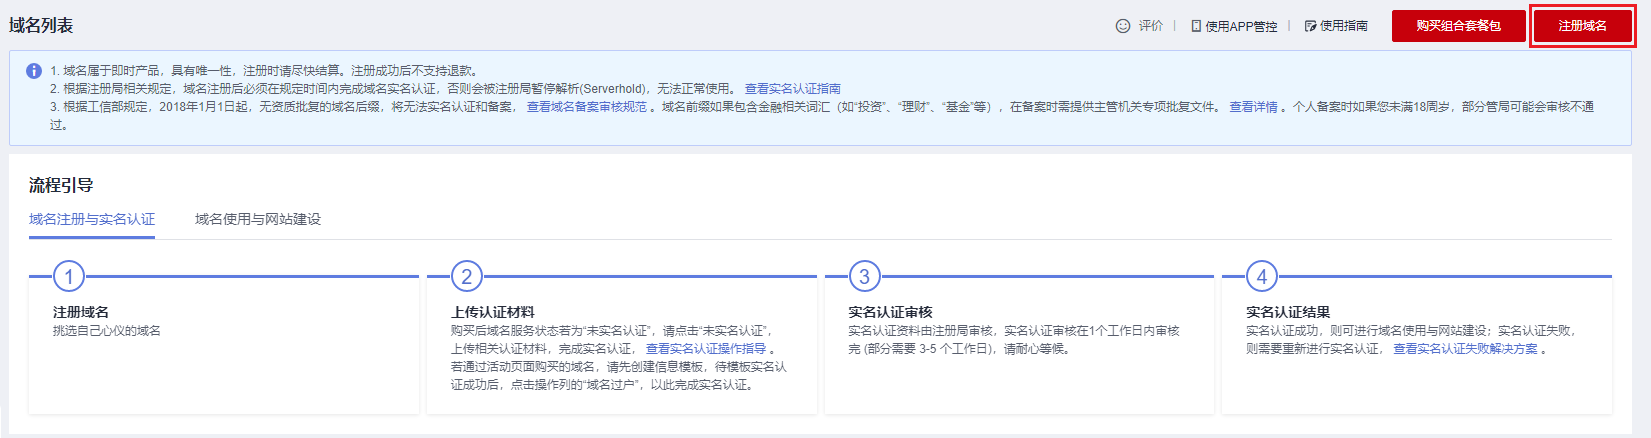 域名列表
评价
使用APP管控
使用指南
购买组合套餐包
注册域名
1. 域名属于即时产品，具有唯一性，注册时请尽快结算。注册成功后不支持退款。
2. 根据注册局相关规定，域名注册后必须在规定时间内完成域名实名认证，否则会被注册局暂停解析(Serverhold)，无法正常使用。 查看实名认证指南
3. 根据工信部规定，2018年1月1日起，无资质批复的域名后缀，将无法实名认证和备案， 查看域名备案审核规范 。域名前缀如果包含金融相关词汇（如“投资”、“理财”、“基金”等），在备案时需提供主管机关专项批复文件。 查看详情 。个人备案时如果您未满18周岁，部分管局可能会审核不通
过。
流程引导
域名注册与实名认证
域名使用与网站建设
1
注册域名
挑选自己心仪的域名
2
上传认证材料
购买后域名服务状态若为“未实名认证”，请点击“未实名认证”，
上传相关认证材料，完成实名认证， 查看实名认证操作指导 。
若通过活动页面购买的域名，请先创建信息模板，待模板实名认
证成功后，点击操作列的“域名过户”，以此完成实名认证。
3
实名认证审核
实名认证资料由注册局审核，实名认证审核在1个工作日内审核
完 (部分需要 3-5 个工作日)，请耐心等候。
4
实名认证结果
实名认证成功，则可进行域名使用与网站建设；实名认证失败，
则需要重新进行实名认证， 查看实名认证失败解决方案 。